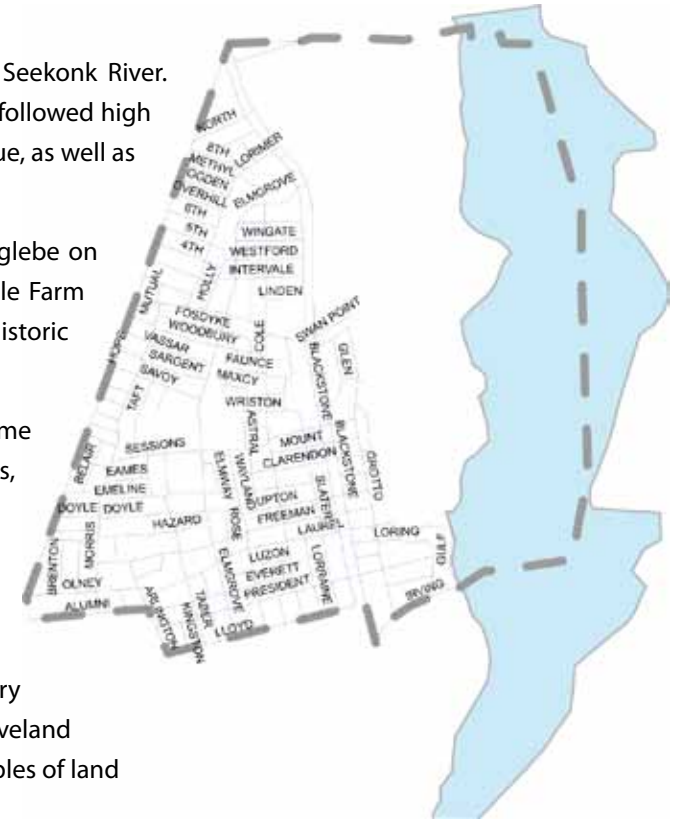 Seekonk River.
followed high
ue, as well as
glebe on
le Farm
istoric
me
s,
ry
veland
oles of land
NORTH
8TH
LORIMER
METHYL
OGDEN
OVERHILL
ELMGROVE
6TH
5TH
4TH
WINGATE
WESTFORD
INTERVALE
LINDEN
MUTUAL
HOLLY
HOPE
FOSDYKE
WOODBURY
COLE
SWAN POINT
VASSAR
SARGENT
SAVOY
FAUNCE
MAXCY
BLACKSTONE
GLEN
TAFT
WRISTON
ASTRAL
SESSIONS
MOUNT
CLARENDON
BLACKSTONE
GROTTO
BELAIR
EAMES
EMELINE
ELMWAY
WAYLAND
UPTON
SLATER
DOYLE
DOYLE
HAZARD
ROSE
FREEMAN
LAUREL
LORING
GULF
BRENTON
MORRIS
LUZON
EVERETT
PRESIDENT
LORRAINE
ELMGROVE
OLNEY
ALUMNI
ARLINGTON
TABER
KINGSTON
LLOYD
IRVING